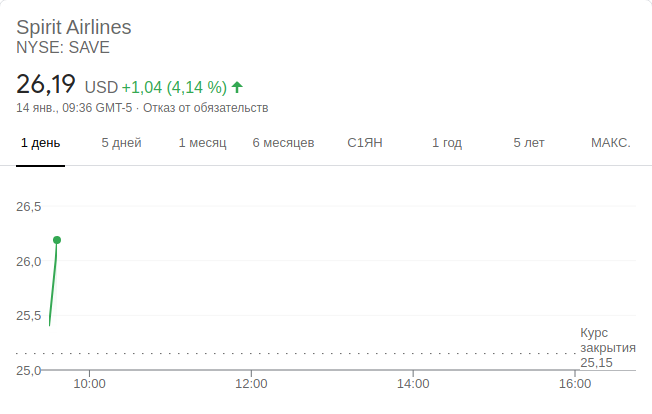 Spirit Airlines
NYSE: SAVE
26,19 USD +1,04 (4,14 %)
14 янв., 09:36 GMT-5 · Отказ от обязательств
1 день 5 дней 1 месяц 6 месяцев С1ЯН 1 год 5 лет МАКС.
26,5
26,0
25,5
Курс
закрытия
25,15
25,0
10:00 12:00 14:00 16:00